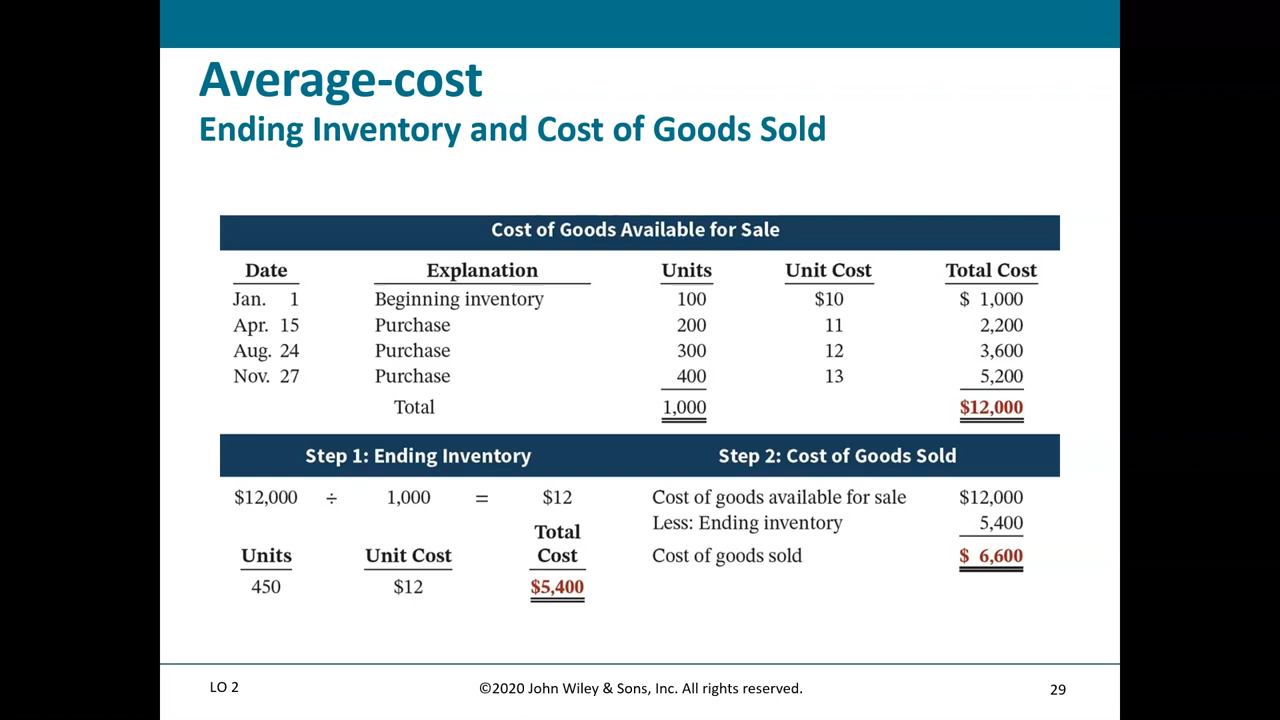 Average-cost
Ending Inventory and Cost of Goods Sold
Cost of Goods Available for Sale
Date Explanation Units Unit Cost Total Cost
Jan. 1 Beginning inventory 100 $10 $ 1,000
Apr. 15 Purchase 200 11 2,200
Aug. 24 Purchase 300 12 3,600
Nov. 27 Purchase 400 13 5,200
Total 1,000 $12,000
Step 1: Ending Inventory
$12,000 ÷ 1,000 = $12
Total
Units Unit Cost Cost
450 $12 $5,400
Step 2: Cost of Goods Sold
Cost of goods available for sale $12,000
Less: Ending inventory 5,400
Cost of goods sold $ 6,600
LO 2 ©2020 John Wiley & Sons, Inc. All rights reserved. 29